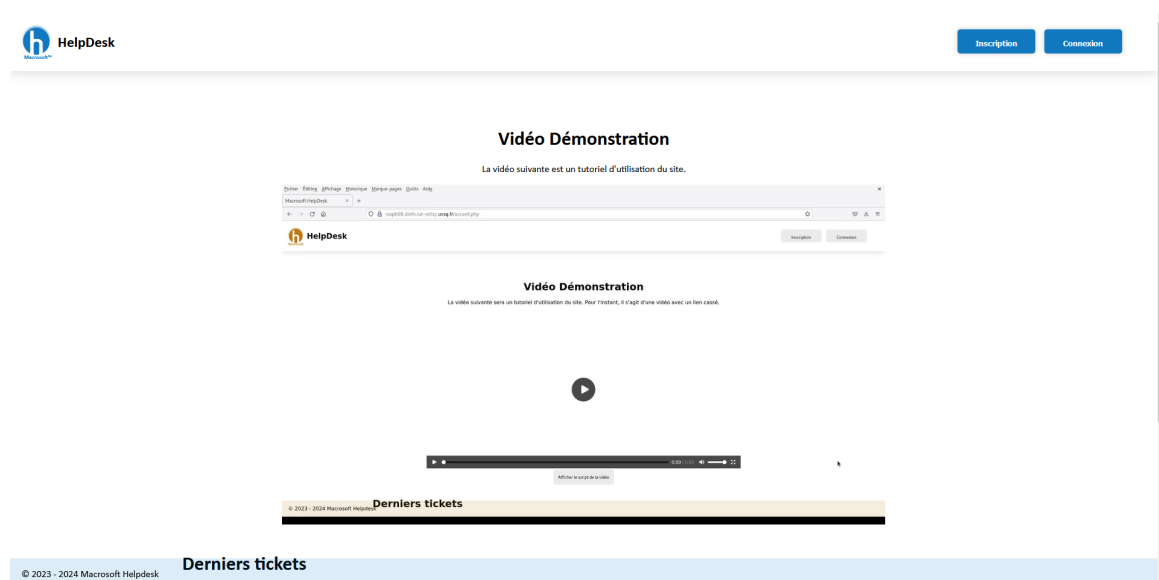 HelpDesk
Macrosoft
Inscription
Connexion
Vidéo Démonstration
La vidéo suivante est un tutoriel d'utilisation du site.
Fichier Édition Affichage Historique Marque-pages Outils Aide
Macrosoft HelpDesk
HelpDesk
Inscription
Connexion
Vidéo Démonstration
La vidéo suivante sera un tutoriel d'utilisation du site. Pour l'instant, il s'agit d'une vidéo avec un lien cassé.
Afficher le script de la vidéo
Derniers tickets
© 2023 - 2024 Macrosoft Helpdesk
Derniers tickets
© 2023 - 2024 Macrosoft Helpdesk